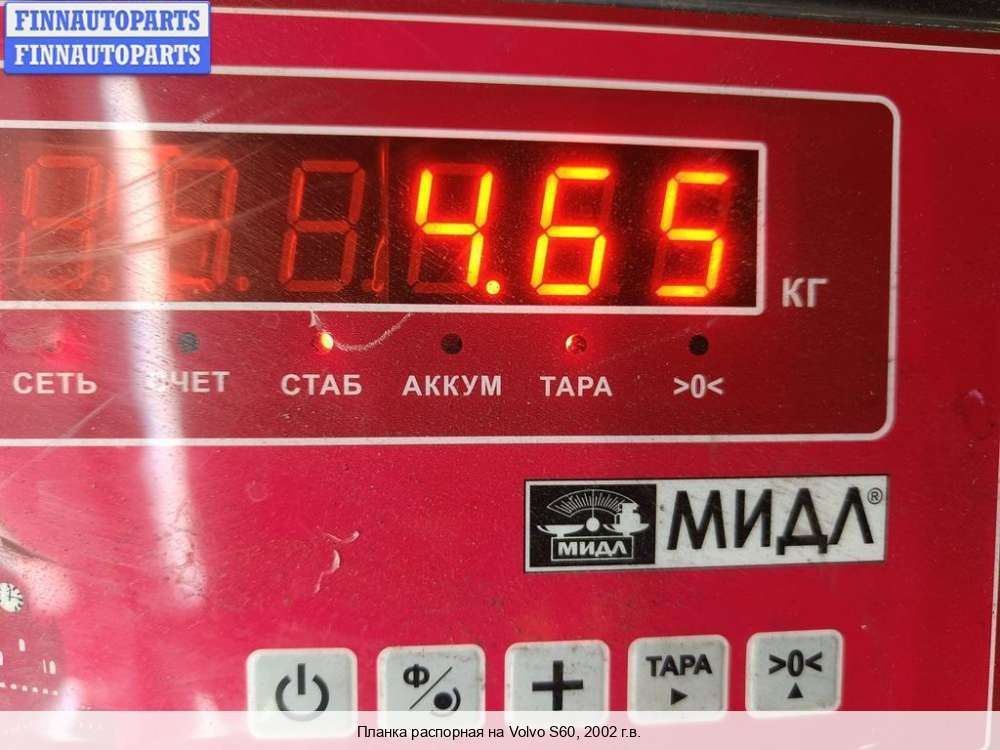 FINNAUTOPARTS
FINNAUTOPARTS
4.65
КГ
СЕТЬ СЧЕТ СТАБ АККУМ ТАРА >0<
МИДЛ МИДЛ®
Ф ТАРА >0<
Планка распорная на Volvo S60, 2002 г.в.